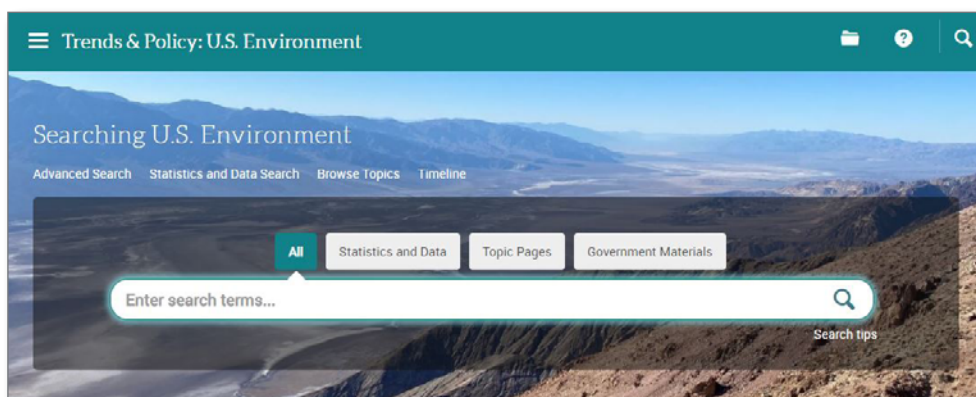 Trends & Policy: U.S. Environment
?
Searching U.S. Environment
Advanced Search Statistics and Data Search Browse Topics Timeline
All Statistics and Data Topic Pages Government Materials
Enter search terms...
Search tips